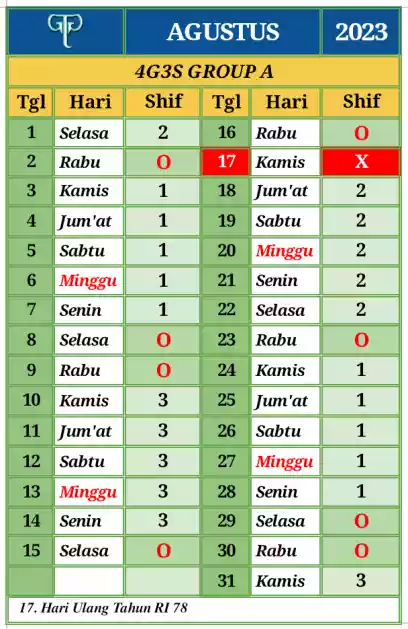 AGUSTUS 2023
4G3S GROUP A
Tgl Hari Shif Tgl Hari Shif
1 Selasa 2 16 Rabu O
2 Rabu O 17 Kamis X
3 Kamis 1 18 Jum'at 2
4 Jum'at 1 19 Sabtu 2
5 Sabtu 1 20 Minggu 2
6 Minggu 1 21 Senin 2
7 Senin 1 22 Selasa 2
8 Selasa O 23 Rabu O
9 Rabu O 24 Kamis 1
10 Kamis 3 25 Jum'at 1
11 Jum'at 3 26 Sabtu 1
12 Sabtu 3 27 Minggu 1
13 Minggu 3 28 Senin 1
14 Senin 3 29 Selasa O
15 Selasa O 30 Rabu O
31 Kamis 3
17. Hari Ulang Tahun RI 78